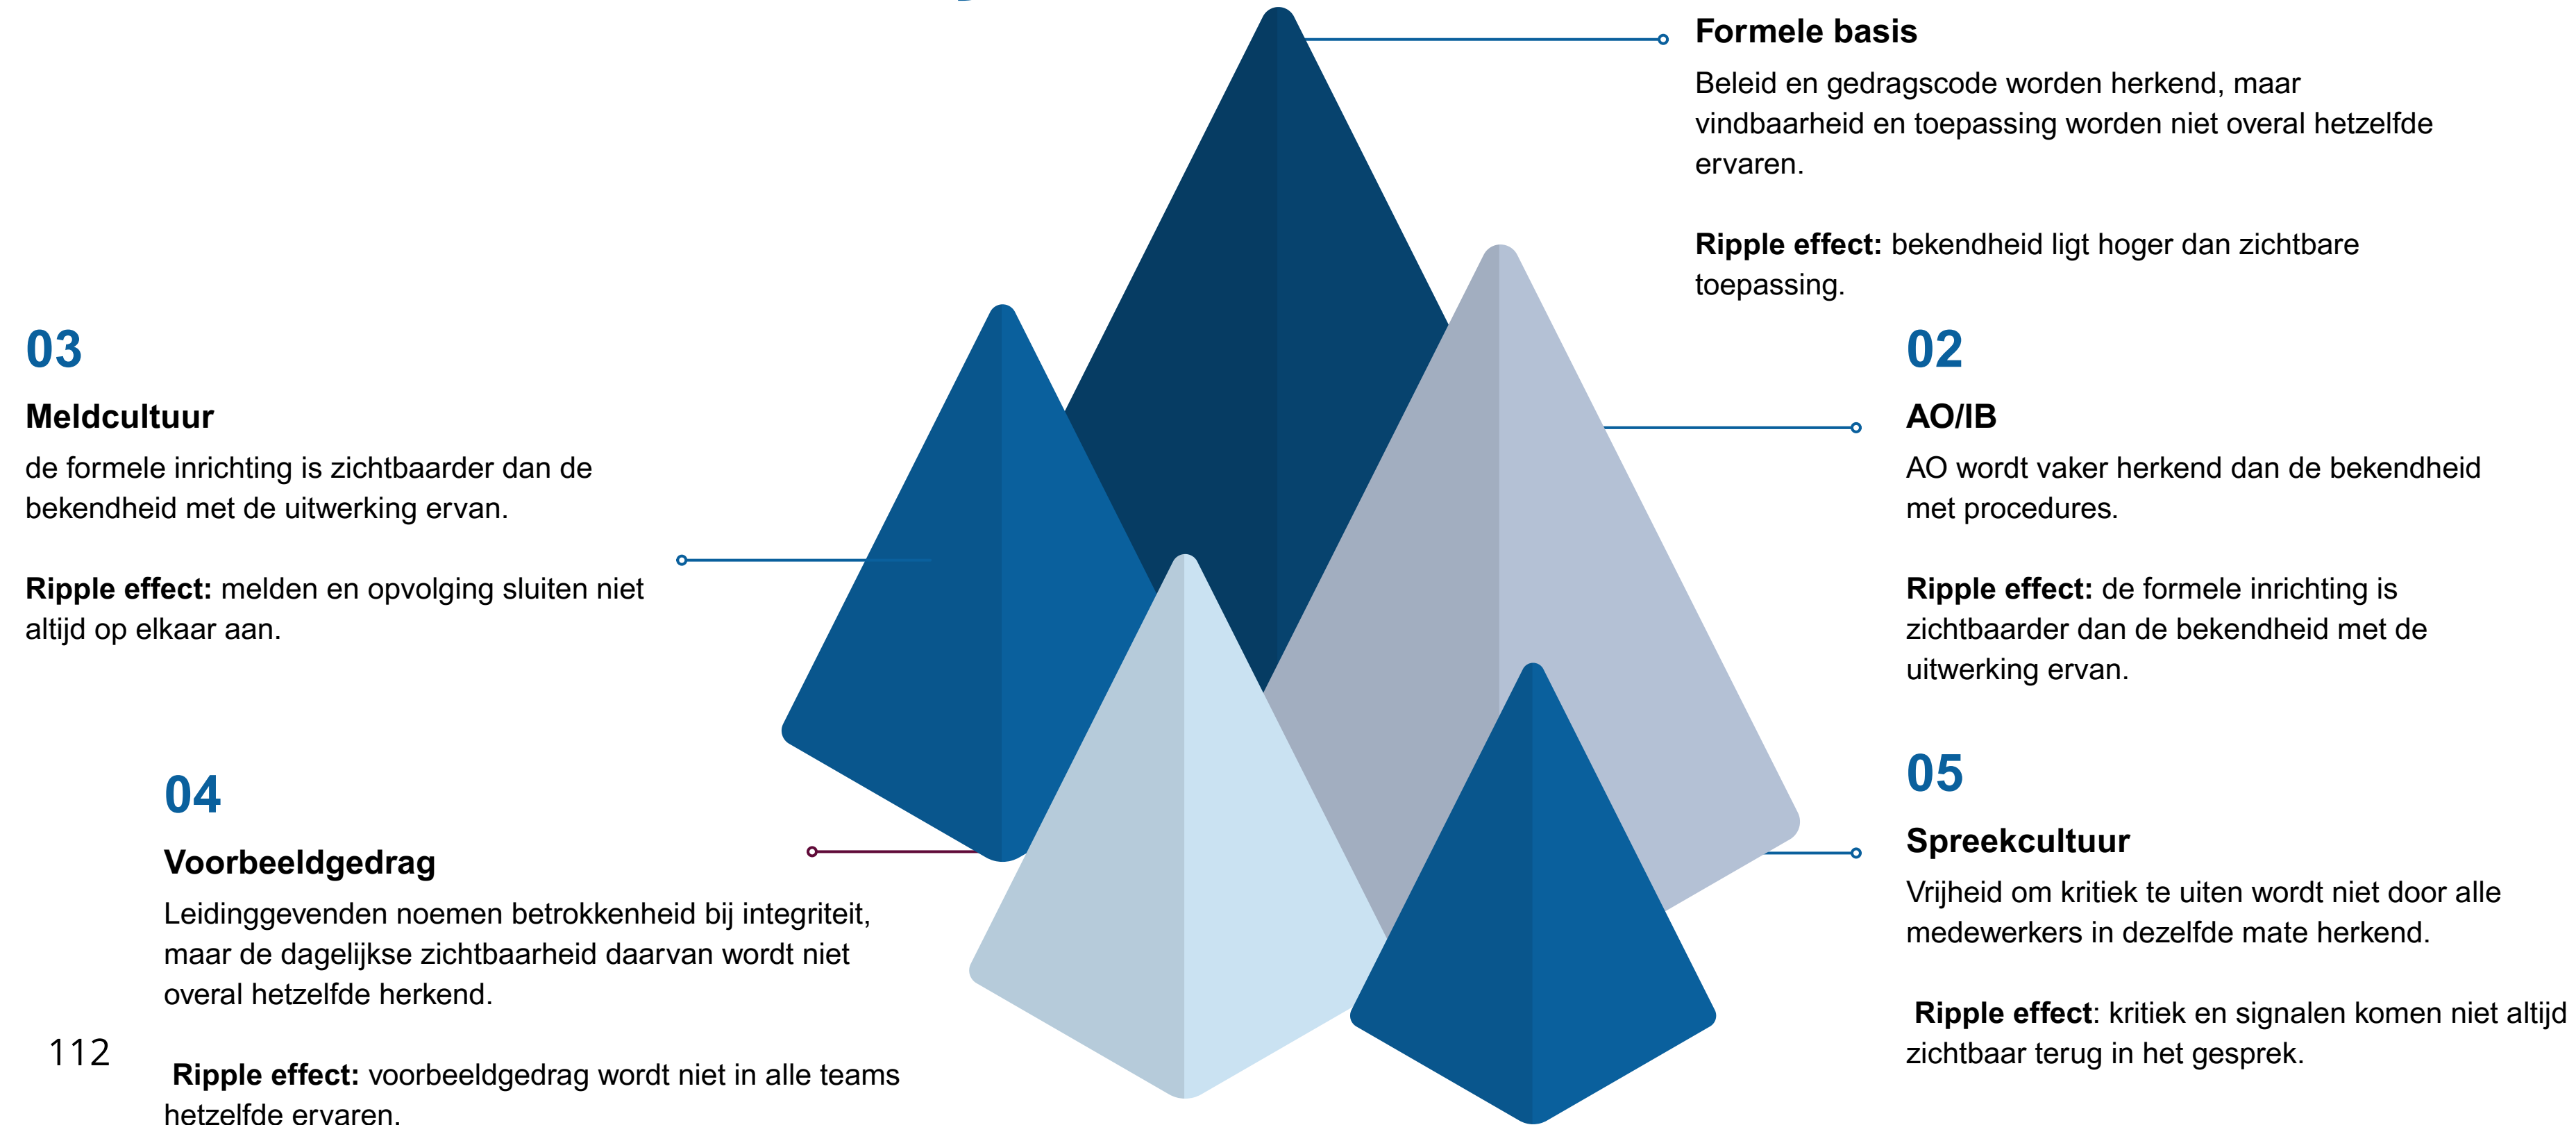 Formele basis
Beleid en gedragscode worden herkend, maar
vindbaarheid en toepassing worden niet overal hetzelfde
ervaren.
Ripple effect: bekendheid ligt hoger dan zichtbare
toepassing.
02
AO/IB
AO wordt vaker herkend dan de bekendheid
met procedures.
Ripple effect: de formele inrichting is
zichtbaarder dan de bekendheid met de
uitwerking ervan.
03
Meldcultuur
de formele inrichting is zichtbaarder dan de
bekendheid met de uitwerking ervan.
Ripple effect: melden en opvolging sluiten niet
altijd op elkaar aan.
04
Voorbeeldgedrag
Leidinggevenden noemen betrokkenheid bij integriteit,
maar de dagelijkse zichtbaarheid daarvan wordt niet
overal hetzelfde herkend.
Ripple effect: voorbeeldgedrag wordt niet in alle teams
hetzelfde ervaren.
05
Spreekcultuur
Vrijheid om kritiek te uiten wordt niet door alle
medewerkers in dezelfde mate herkend.
Ripple effect: kritiek en signalen komen niet altijd
zichtbaar terug in het gesprek.
112